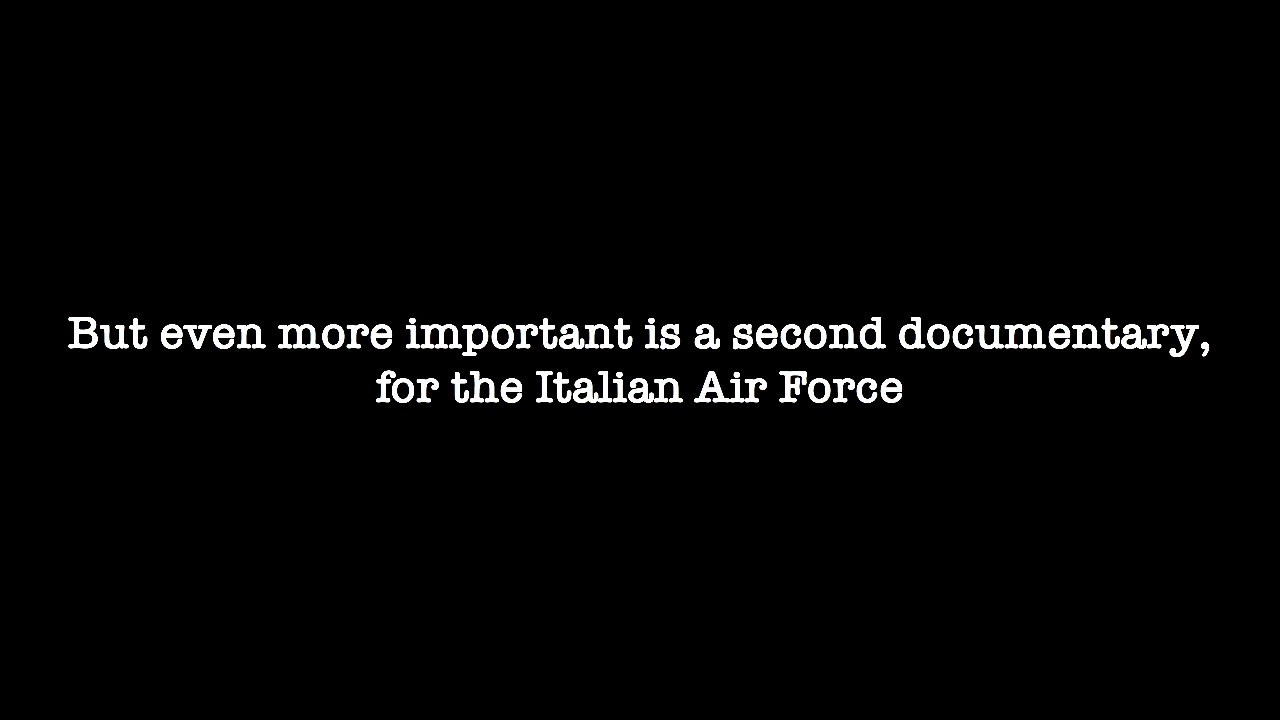 But even more important is a second documentary,
for the Italian Air Force